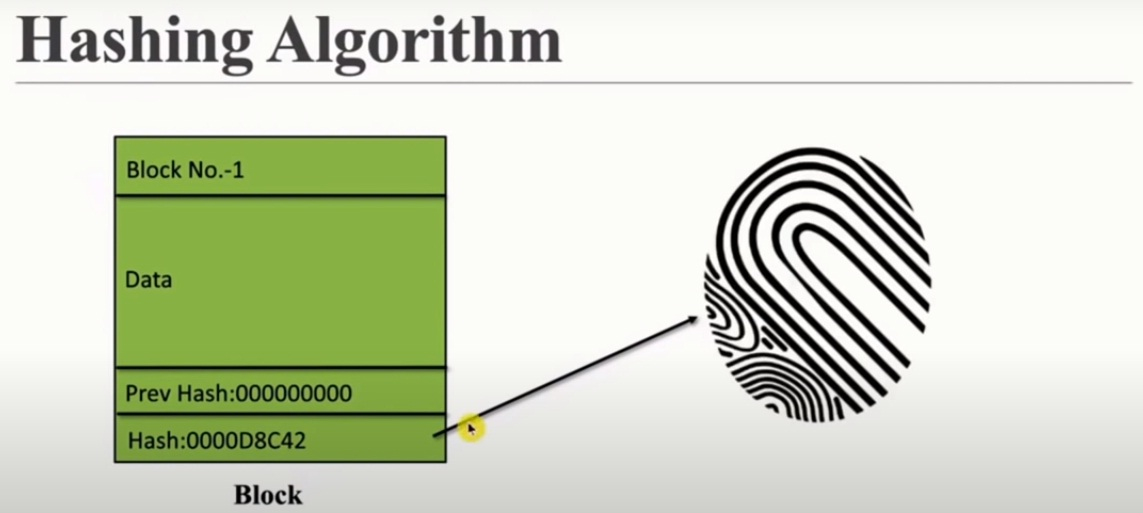 Hashing Algorithm
Block No.-1
Data
Prev Hash:000000000
Hash:0000D8C42
Block